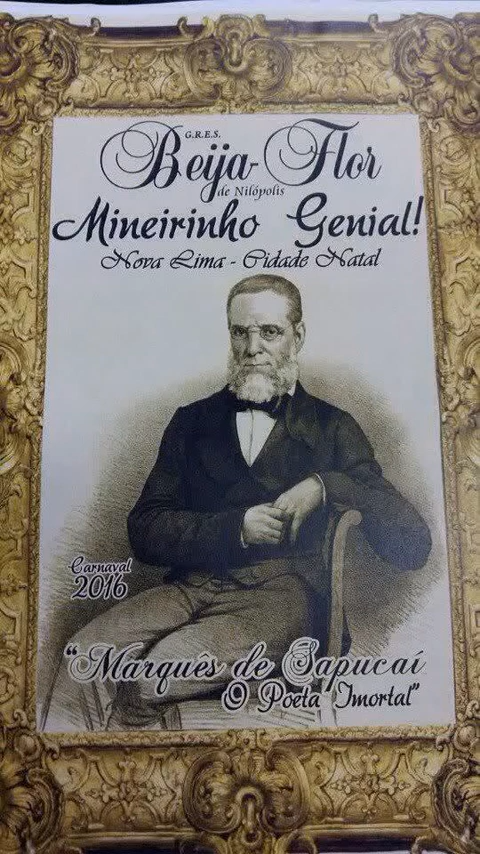 G.R.E.S.
Beija-Flor
de Nilópolis
Mineirinho Genial!
Nova Lima - Cidade Natal
Carnaval
2016
"Marquês de Sapucaí
O Poeta Imortal"